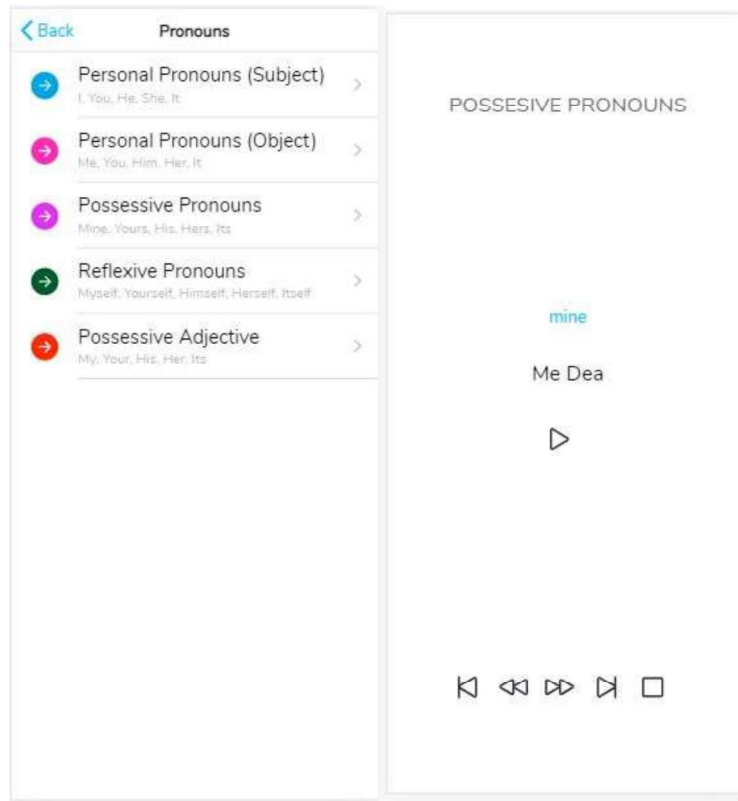 Back
Pronouns
Personal Pronouns (Subject)
I, You, He, She, It
Personal Pronouns (Object)
Me, You, Him, Her, It
Possessive Pronouns
Mine, Yours, His, Hers, Its
Reflexive Pronouns
Myself, Yourself, Himself, Herself, Itself
Possessive Adjective
My, Your, His, Her, Its
POSSESIVE PRONOUNS
mine
Me Dea